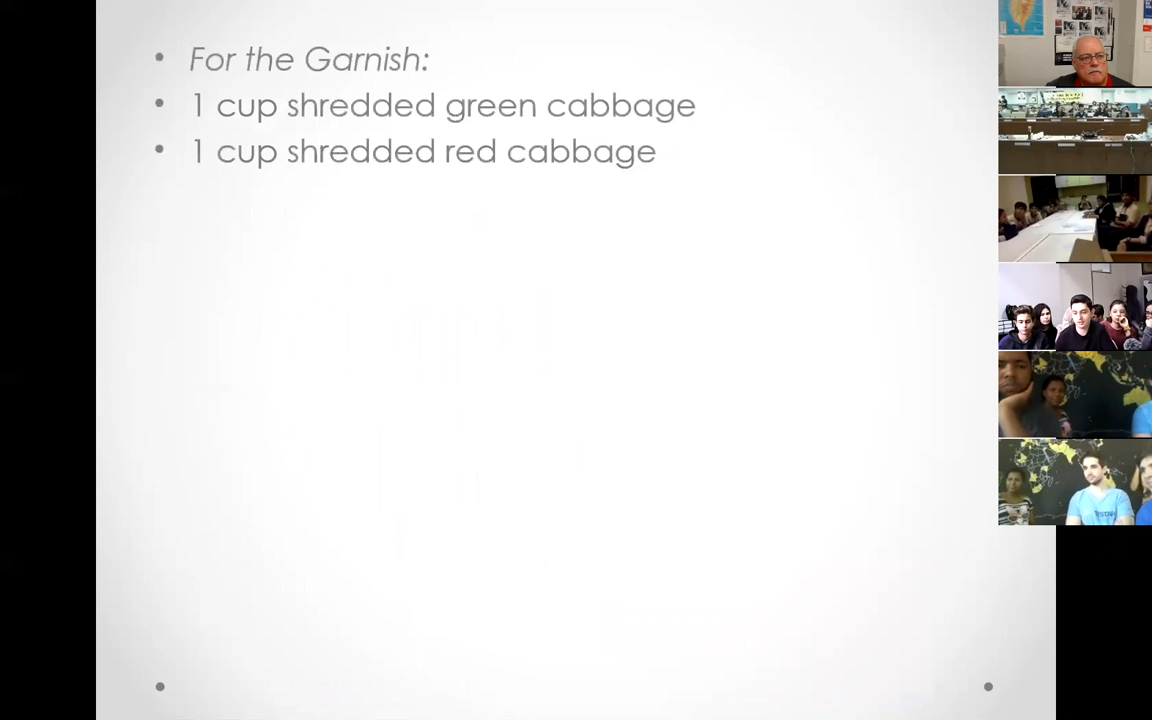 For the Garnish:
1 cup shredded green cabbage
1 cup shredded red cabbage